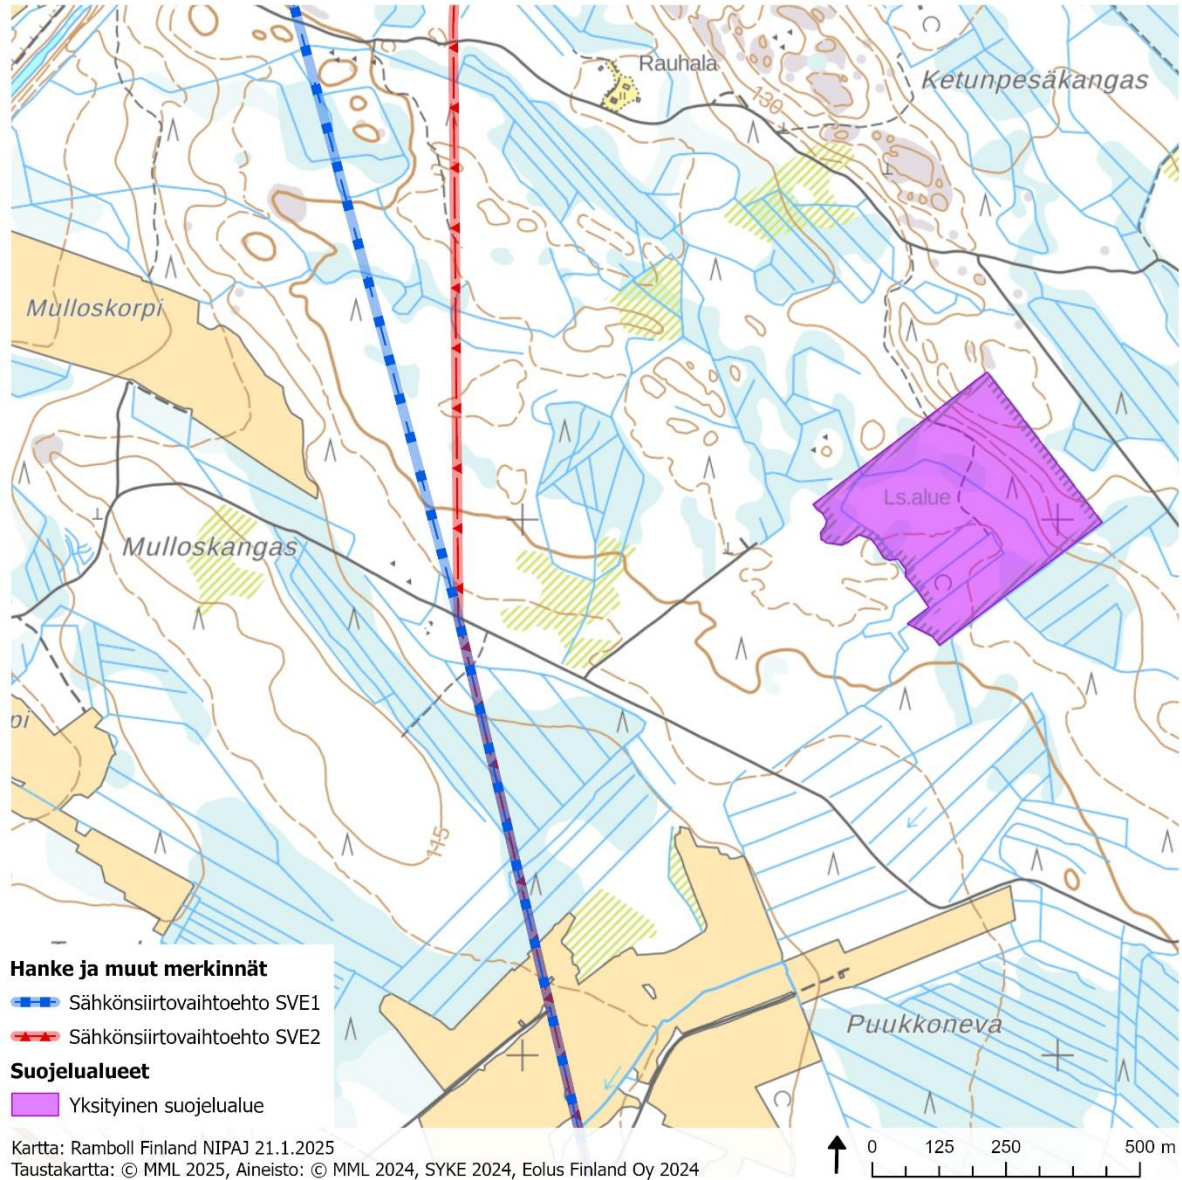 Rauhala
Ketunpesäkangas
130
Mulloskorpi
Ls.alue
Mulloskangas
pi
115
Puukkoneva
Hanke ja muut merkinnät
Sähkönsiirtovaihtoehto SVE1
Sähkönsiirtovaihtoehto SVE2
Suojelualueet
Yksityinen suojelualue
Kartta: Ramboll Finland NIPAJ 21.1.2025
Taustakartta: © MML 2025, Aineisto: © MML 2024, SYKE 2024, Eolus Finland Oy 2024
0 125 250 500 m